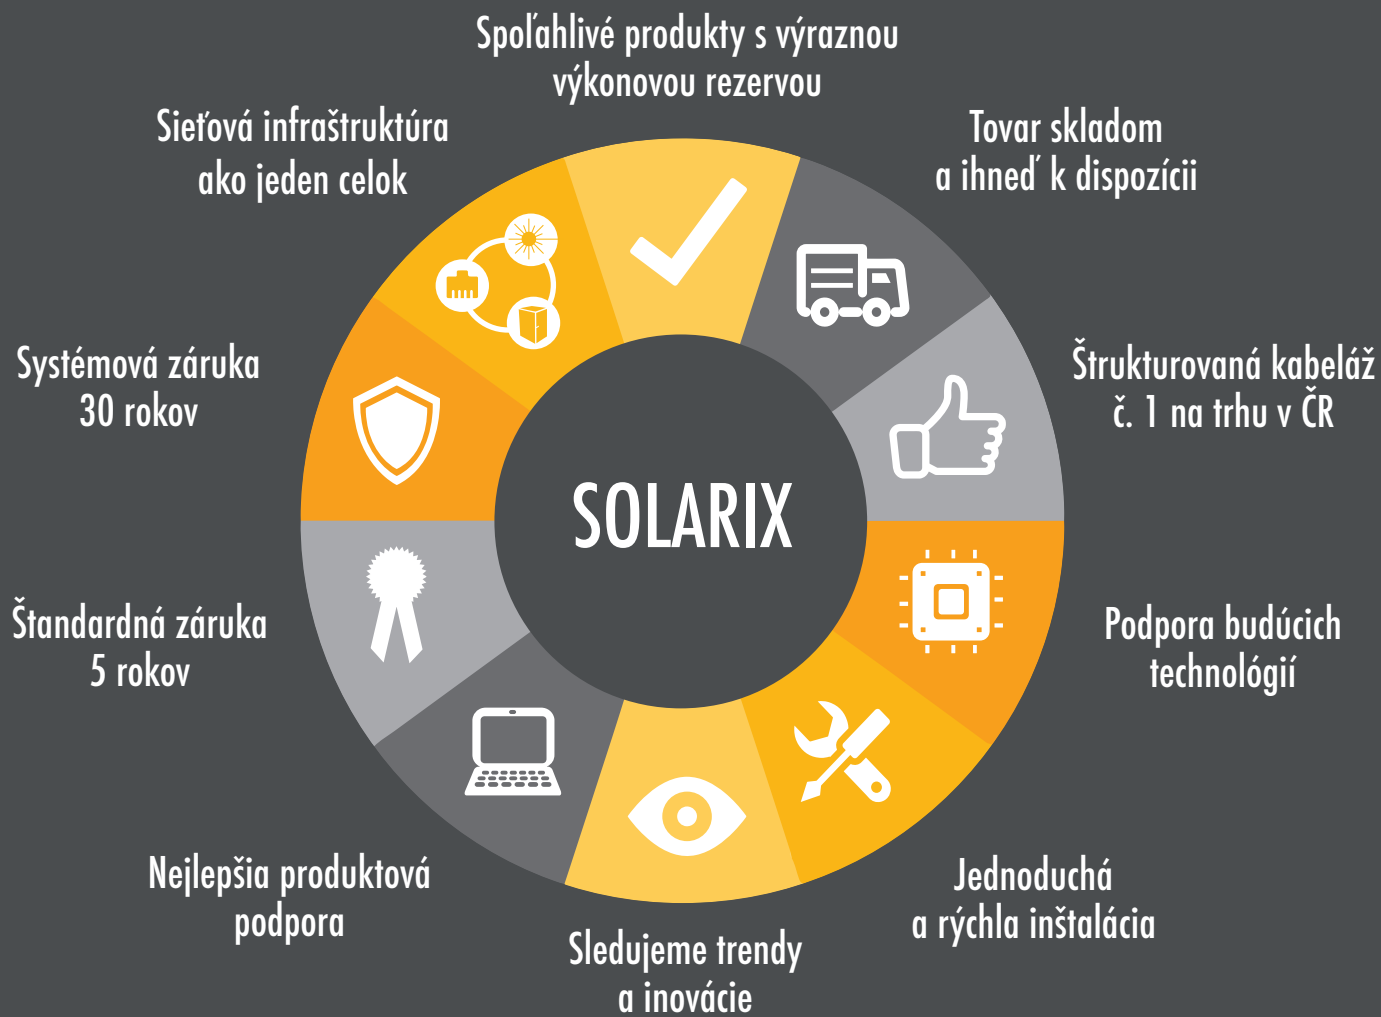 Spoľahlivé produkty s výraznou
výkonovou rezervou
Tovar skladom
a ihneď k dispozícii
Štrukturovaná kabeláž
č. 1 na trhu v ČR
Podpora budúcich
technológií
Jednoduchá
a rýchla inštalácia
Sledujeme trendy
a inovácie
Nejlepšia produktová
podpora
Štandardná záruka
5 rokov
Systémová záruka
30 rokov
Sieťová infraštruktúra
ako jeden celok
SOLARIX